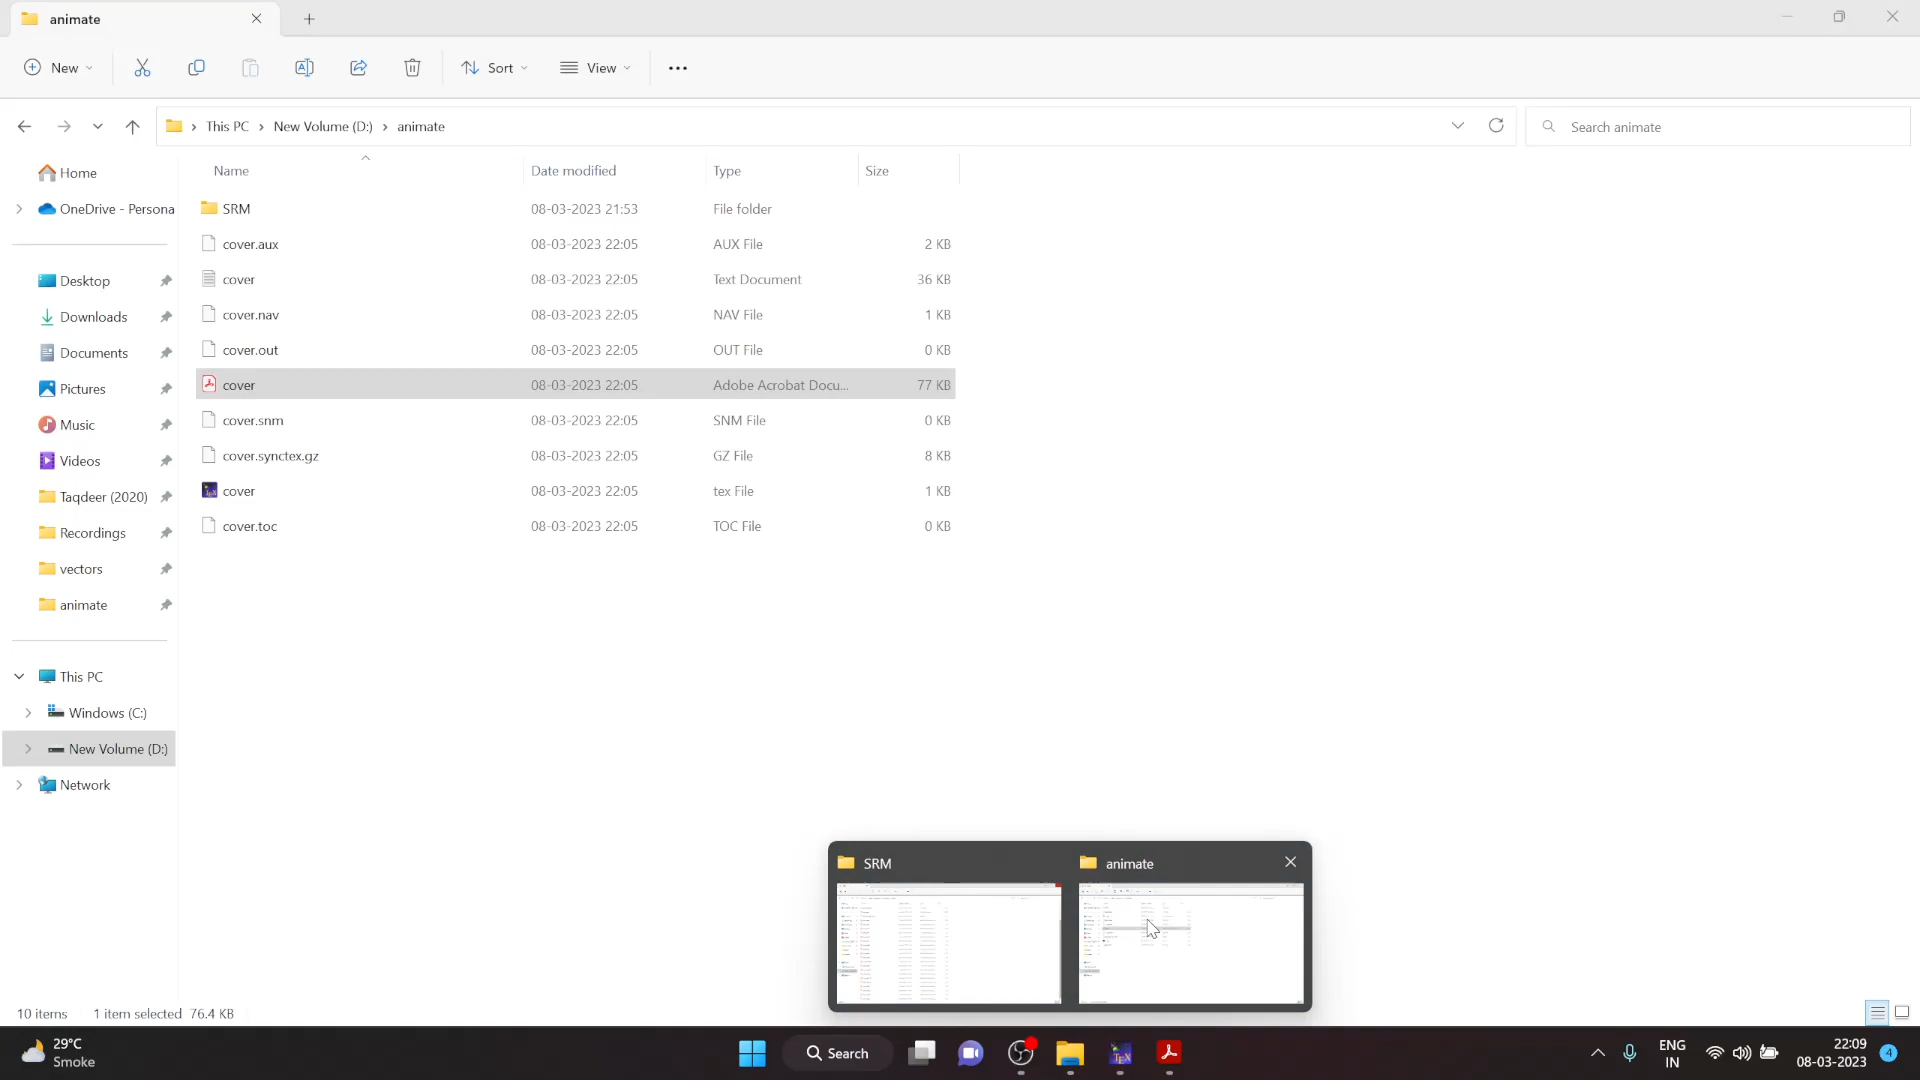 animate
New
Sort
View
This PC
New Volume (D:)
animate
Search animate
Name
Date modified
Type
Size
Home
OneDrive - Persona
Desktop
Downloads
Documents
Pictures
Music
Videos
Taqdeer (2020)
Recordings
vectors
animate
This PC
Windows (C:)
New Volume (D:)
Network
SRM 08-03-2023 21:53 File folder
cover.aux 08-03-2023 22:05 AUX File 2 KB
cover 08-03-2023 22:05 Text Document 36 KB
cover.nav 08-03-2023 22:05 NAV File 1 KB
cover.out 08-03-2023 22:05 OUT File 0 KB
cover 08-03-2023 22:05 Adobe Acrobat Docu... 77 KB
cover.snm 08-03-2023 22:05 SNM File 0 KB
cover.synctex.gz 08-03-2023 22:05 GZ File 8 KB
cover 08-03-2023 22:05 tex File 1 KB
cover.toc 08-03-2023 22:05 TOC File 0 KB
SRM
animate
10 items 1 item selected 76.4 KB
29°C
Smoke
Search
ENG
IN
22:09
08-03-2023
4